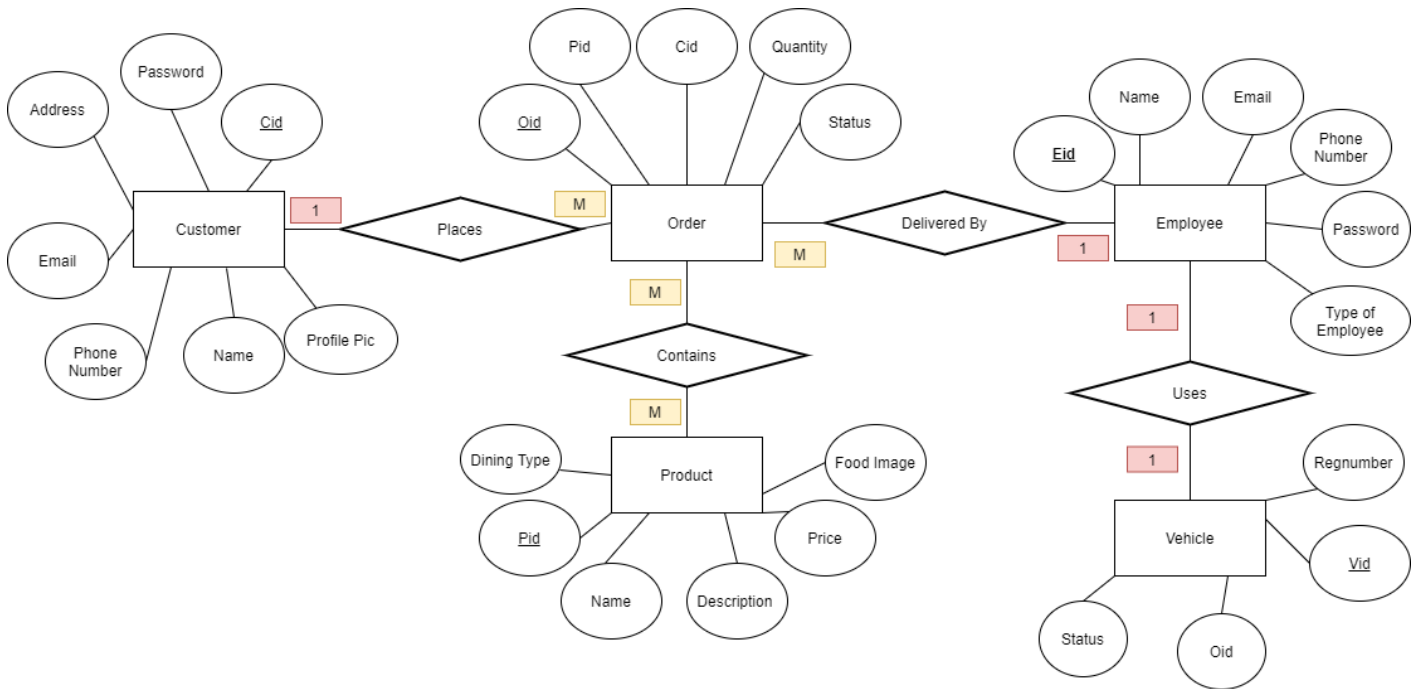 Pid
Cid
Quantity
Password
Address
Cid
Oid
Status
Name
Email
Phone
Number
Eid
Customer
1
Places
M
Order
M
Delivered By
1
Employee
Password
Email
Phone
Number
Name
Profile Pic
M
Contains
M
1
Type of
Employee
Uses
1
Dining Type
Product
Food Image
Pid
Price
Name
Description
Regnumber
Vehicle
Vid
Status
Oid